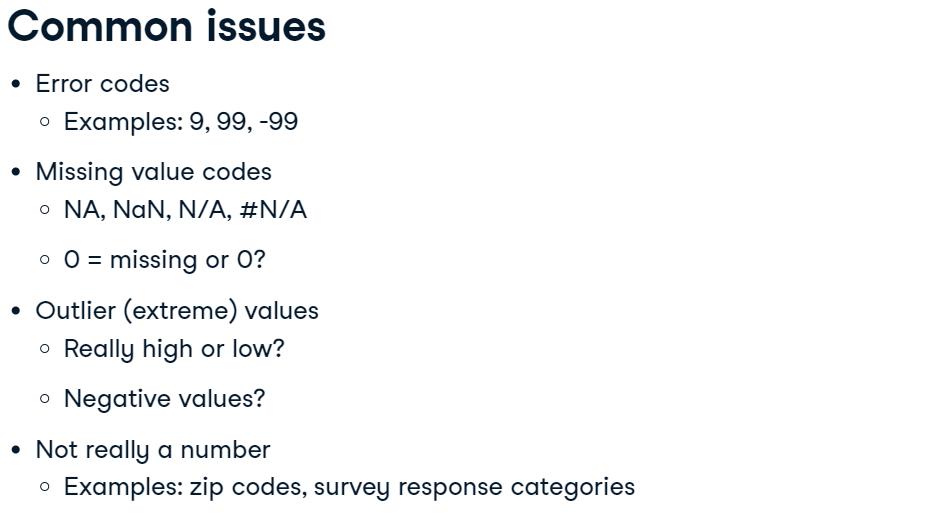 Common issues
• Error codes
○ Examples: 9, 99, -99
• Missing value codes
○ NA, NaN, N/A, #N/A
○ 0 = missing or 0?
• Outlier (extreme) values
○ Really high or low?
○ Negative values?
• Not really a number
○ Examples: zip codes, survey response categories